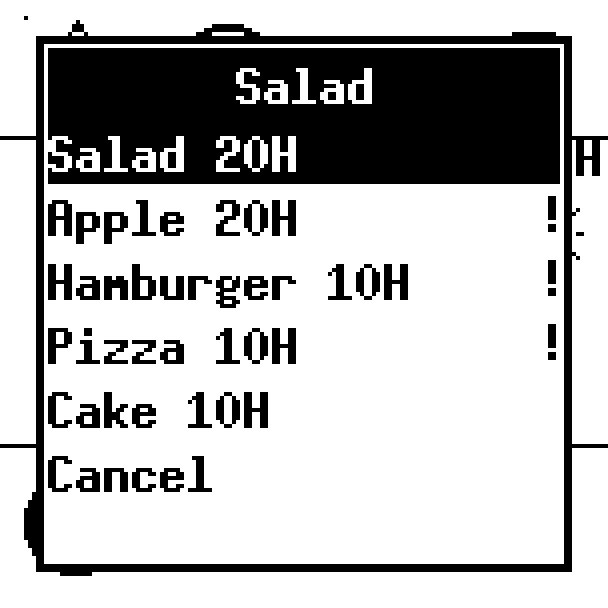 Salad
Salad 20H
Apple 20H !
Hamburger 10H !
Pizza 10H !
Cake 10H
Cancel
H